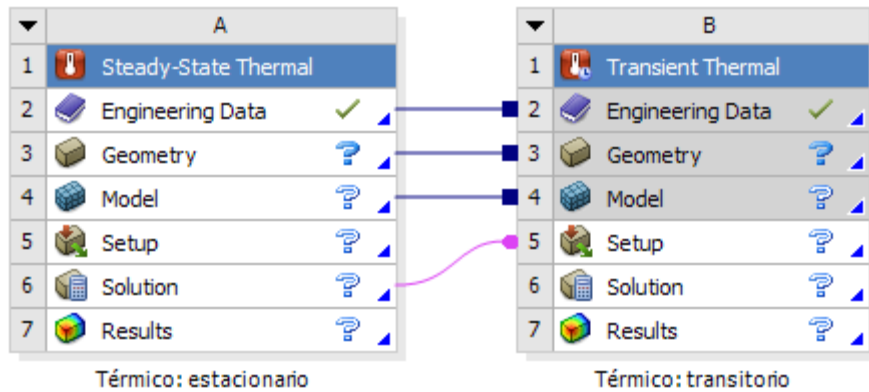 A
1 Steady-State Thermal
2 Engineering Data
3 Geometry
4 Model
5 Setup
6 Solution
7 Results
Térmico: estacionario
B
1 Transient Thermal
2 Engineering Data
3 Geometry
4 Model
5 Setup
6 Solution
7 Results
Térmico: transitorio